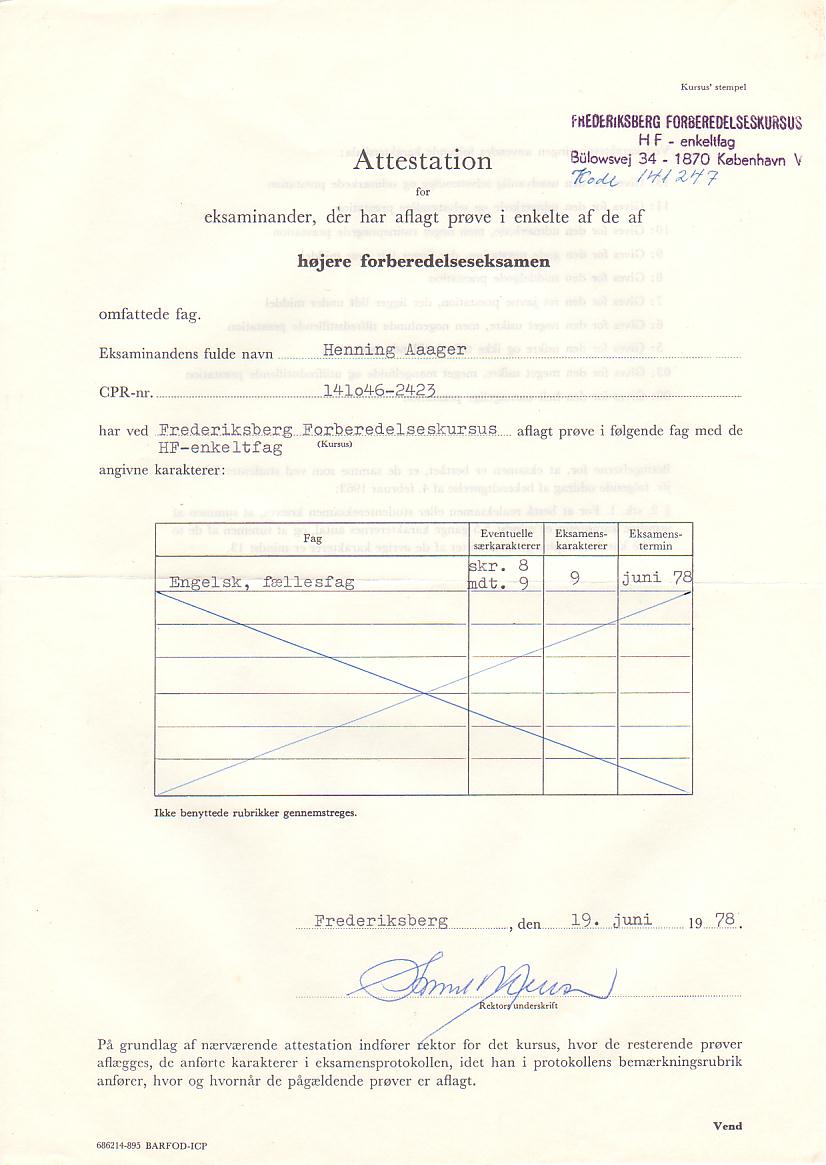 Kursus' stempel
FREDERIKSBERG FORBEREDELSESKURSUS
HF - enkeltfag
Bülowsvej 34 - 1870 København V
Kode 141247
Attestation
for
eksaminander, der har aflagt prøve i enkelte af de af
højere forberedelseseksamen
omfattede fag.
Eksaminandens fulde navn Henning Aaager
CPR-nr. 141o46-2423
har ved Frederiksberg Forberedelseskursus aflagt prøve i følgende fag med de
HF-enkeltfag (Kursus)
angivne karakterer:
Fag Eventuelle særkarakterer Eksamens-karakterer Eksamens-termin
Engelsk, fællesfag skr. 8 mdt. 9 9 juni 78
Ikke benyttede rubrikker gennemstreges.
Frederiksberg, den 19. juni 1978.
Rektors underskrift
På grundlag af nærværende attestation indfører rektor for det kursus, hvor de resterende prøver
aflægges, de anførte karakterer i eksamensprotokollen, idet han i protokollens bemærkningsrubrik
anfører, hvor og hvornår de pågældende prøver er aflagt.
Vend
686214-895 BARFOD-ICP